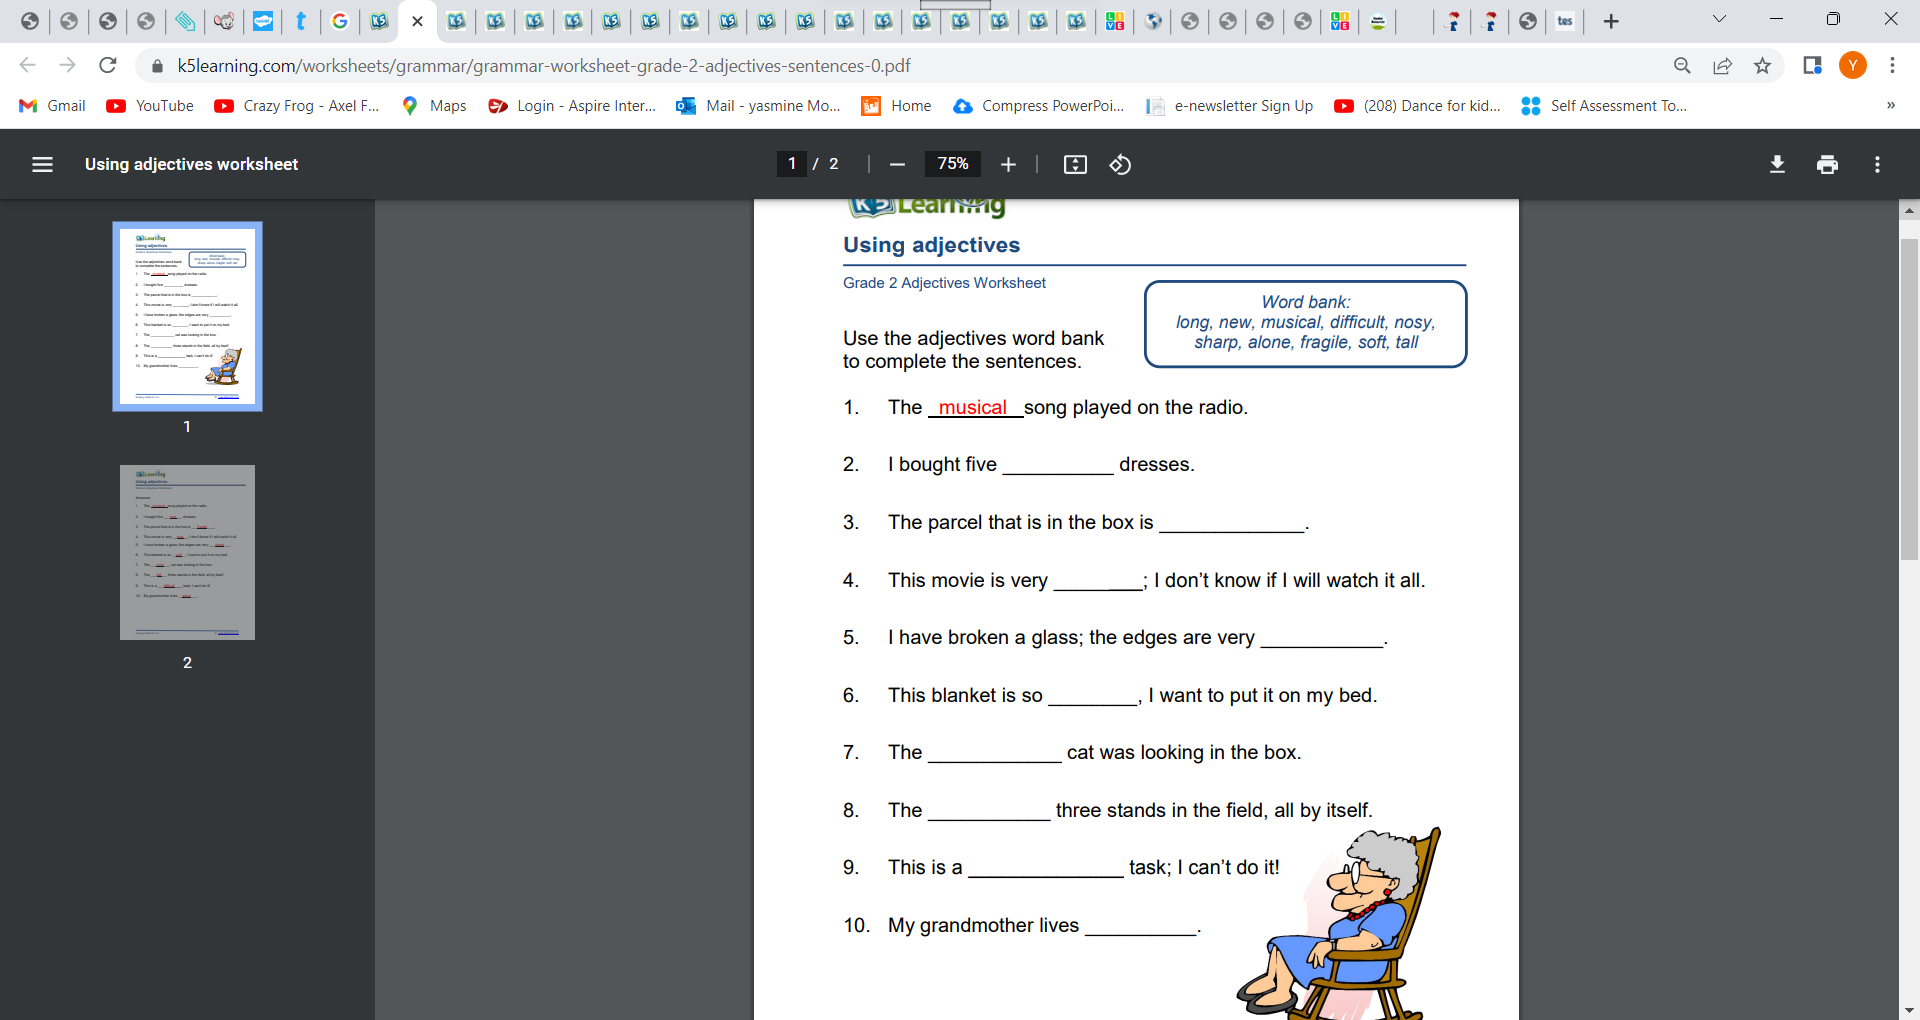 k5learning.com/worksheets/grammar/grammar-worksheet-grade-2-adjectives-sentences-0.pdf
Y
Gmail
YouTube
Crazy Frog - Axel F...
Maps
Login - Aspire Inter...
Mail - yasmine Mo...
Home
Compress PowerPoi...
e-newsletter Sign Up
(208) Dance for kid...
Self Assessment To...
»
Using adjectives worksheet
1 / 2
75%
1
2
K5 Learning
Using adjectives
Grade 2 Adjectives Worksheet
Word bank:
long, new, musical, difficult, nosy,
sharp, alone, fragile, soft, tall
Use the adjectives word bank
to complete the sentences.
1. The _musical_song played on the radio.
2. I bought five __________ dresses.
3. The parcel that is in the box is _____________.
4. This movie is very ________; I don’t know if I will watch it all.
5. I have broken a glass; the edges are very ___________.
6. This blanket is so ________, I want to put it on my bed.
7. The ____________ cat was looking in the box.
8. The ___________ three stands in the field, all by itself.
9. This is a ______________ task; I can’t do it!
10. My grandmother lives __________.